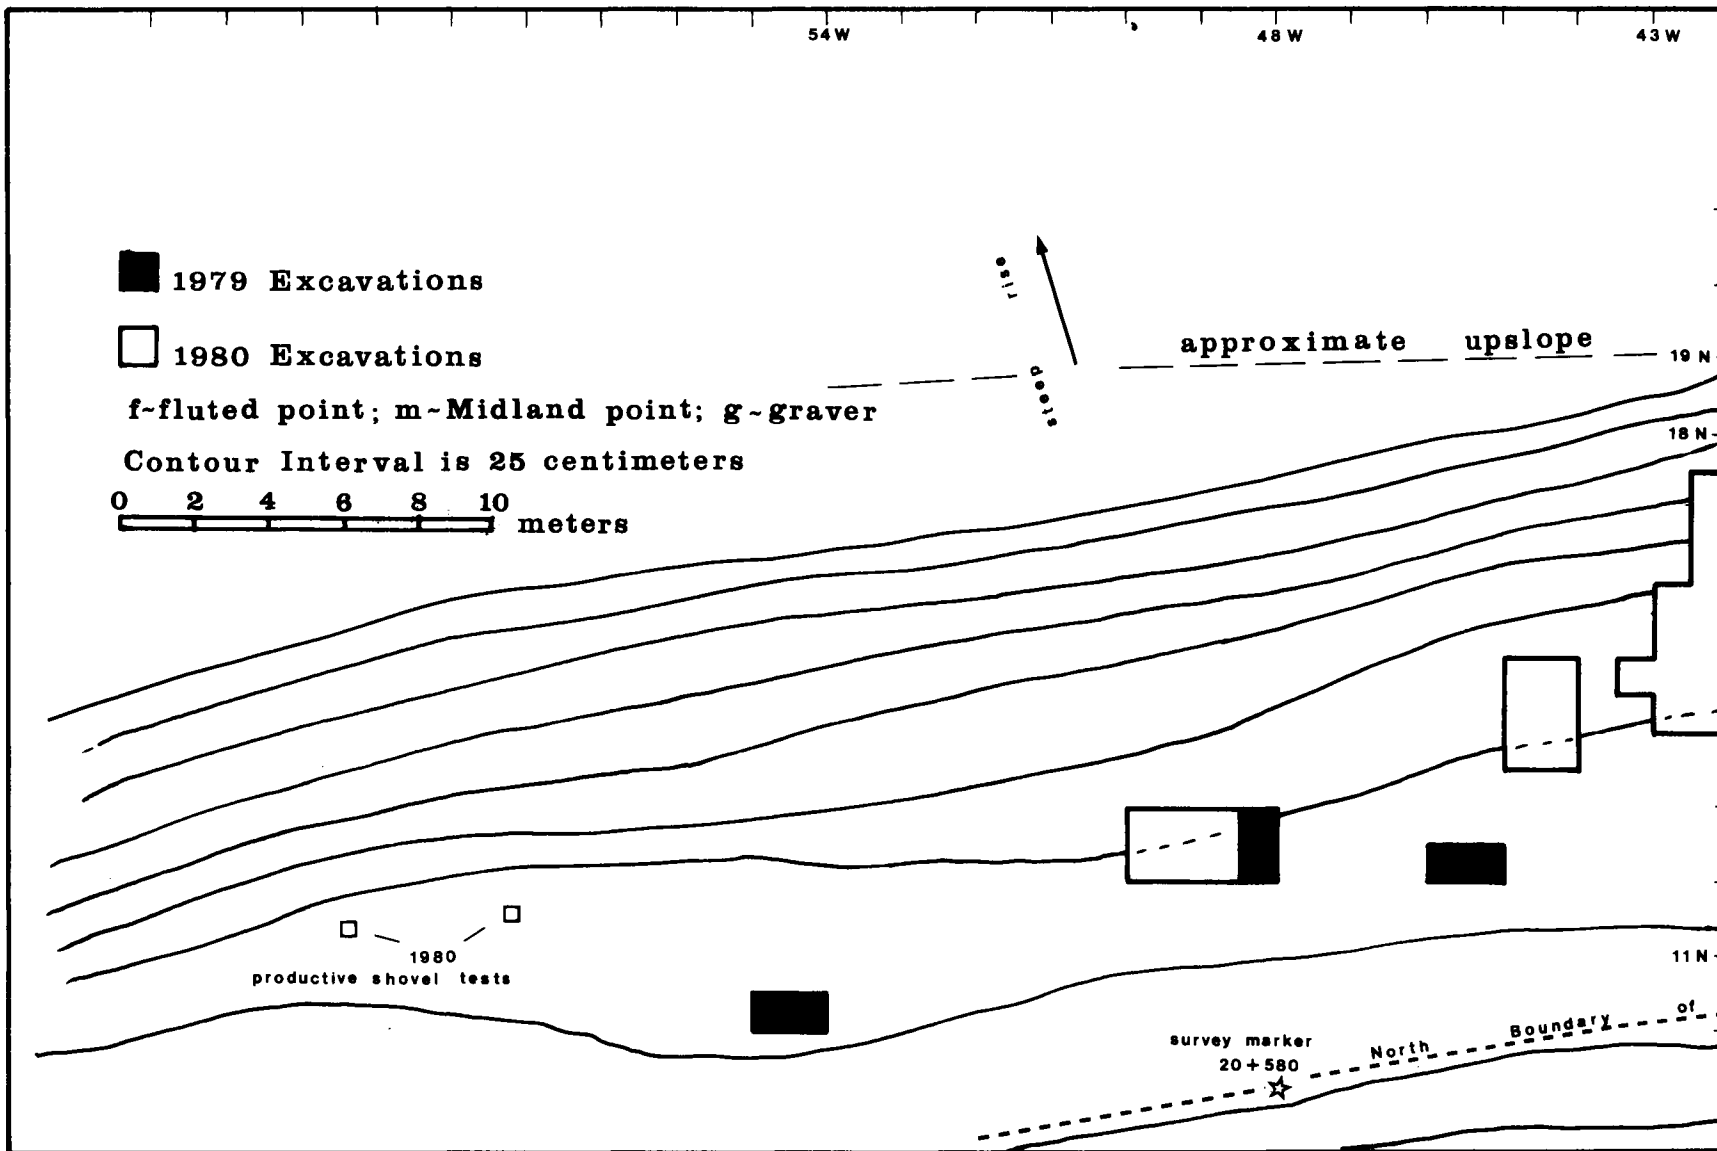 54W 48W 43W
1979 Excavations
1980 Excavations
f~fluted point; m~Midland point; g~graver
Contour Interval is 25 centimeters
0 2 4 6 8 10
meters
rise
steep
approximate upslope
19 N
18 N
1980
productive shovel tests
11 N
survey marker
20+580
North Boundary of